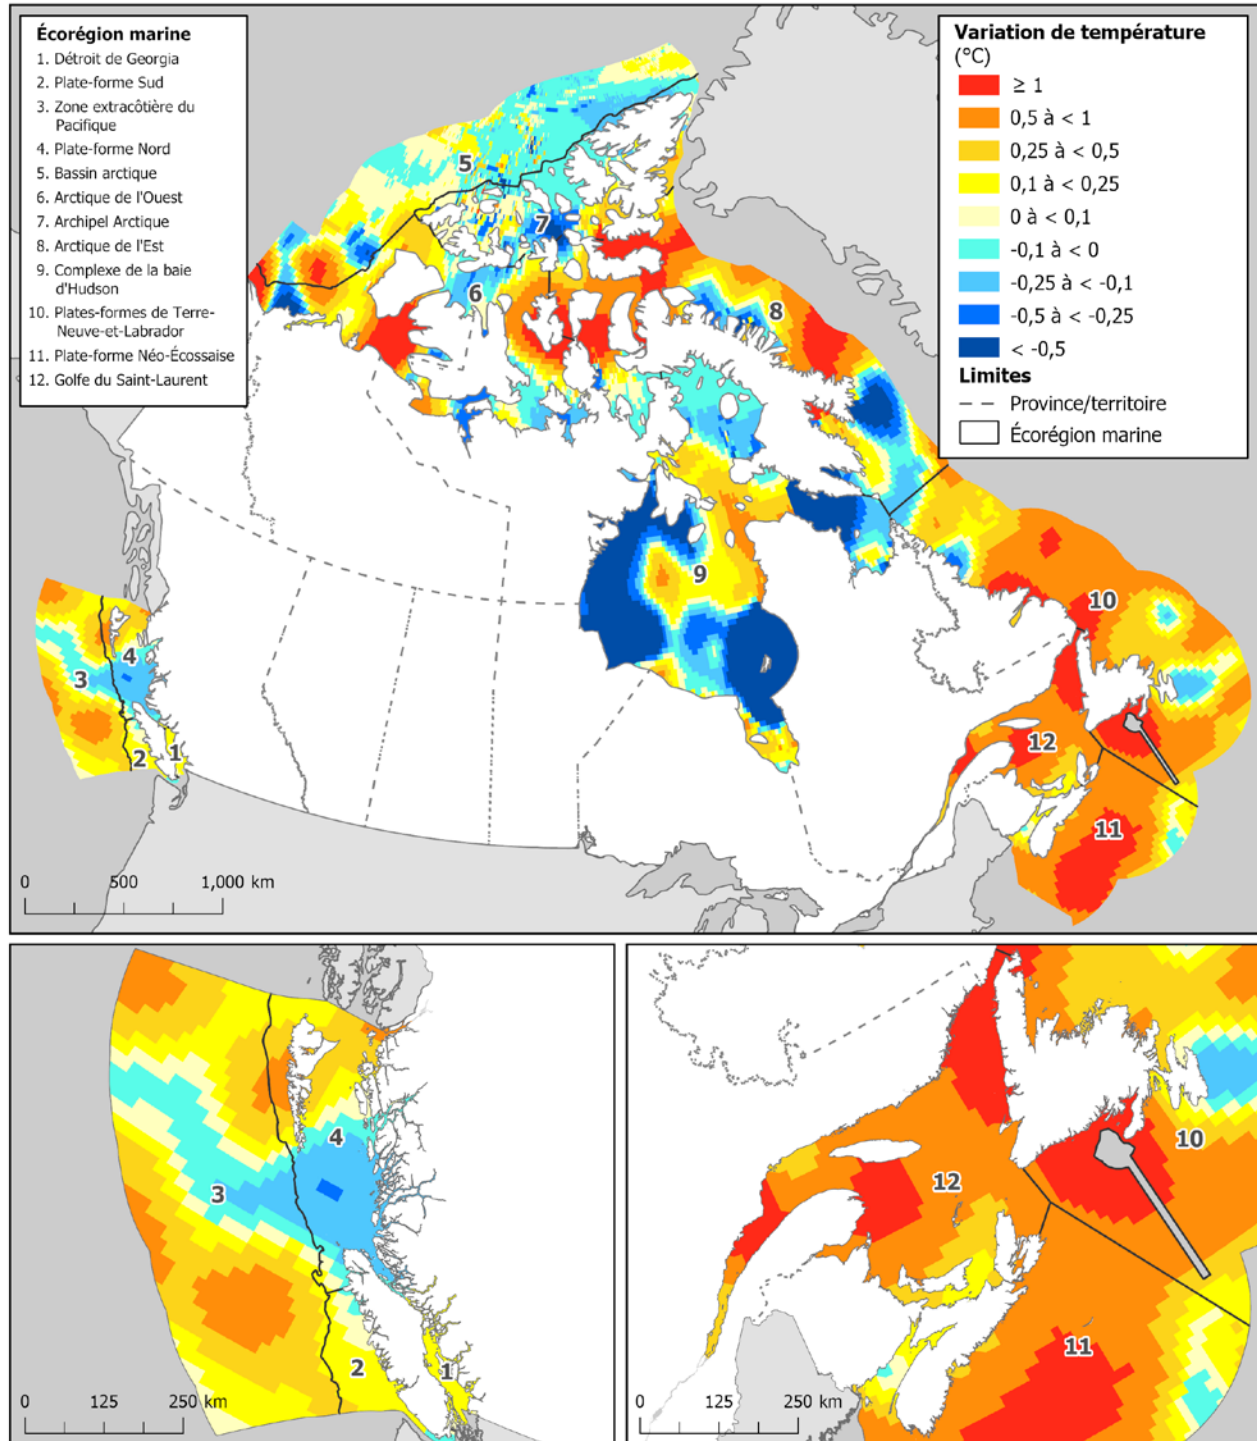 Écorégion marine
1. Détroit de Georgia
2. Plate-forme Sud
3. Zone extracôtière du
Pacifique
4. Plate-forme Nord
5. Bassin arctique
6. Arctique de l'Ouest
7. Archipel Arctique
8. Arctique de l'Est
9. Complexe de la baie
d'Hudson
10. Plates-formes de Terre-
Neuve-et-Labrador
11. Plate-forme Néo-Écossaise
12. Golfe du Saint-Laurent
Variation de température
(°C)
≥ 1
0,5 à < 1
0,25 à < 0,5
0,1 à < 0,25
0 à < 0,1
-0,1 à < 0
-0,25 à < -0,1
-0,5 à < -0,25
< -0,5
Limites
Province/territoire
Écorégion marine
5
7
6
8
9
10
4
3
2
1
12
11
0 500 1,000 km
4
3
2
1
0 125 250 km
10
12
11
0 125 250 km